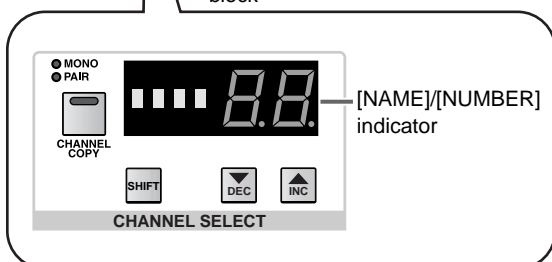 block
MONO
PAIR
[NAME]/[NUMBER]
indicator
CHANNEL
COPY
SHIFT
DEC
INC
CHANNEL SELECT